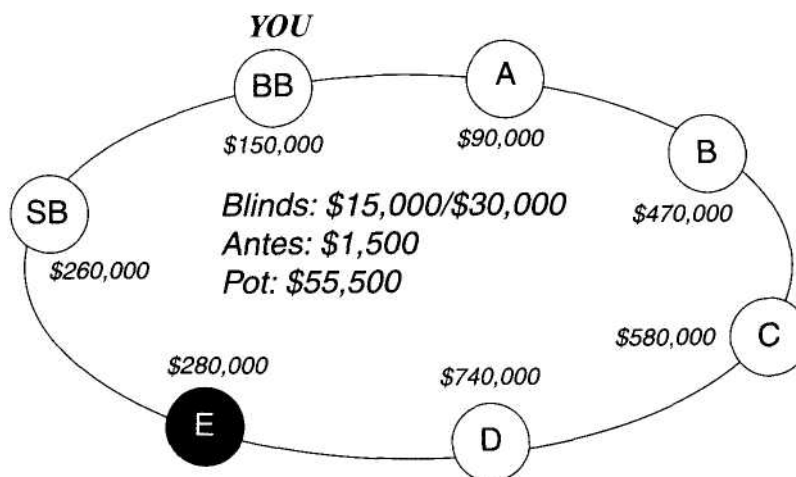 YOU
BB
$150,000
A
$90,000
B
$470,000
SB
$260,000
Blinds: $15,000/$30,000
Antes: $1,500
Pot: $55,500
C
$580,000
$280,000
E
$740,000
D